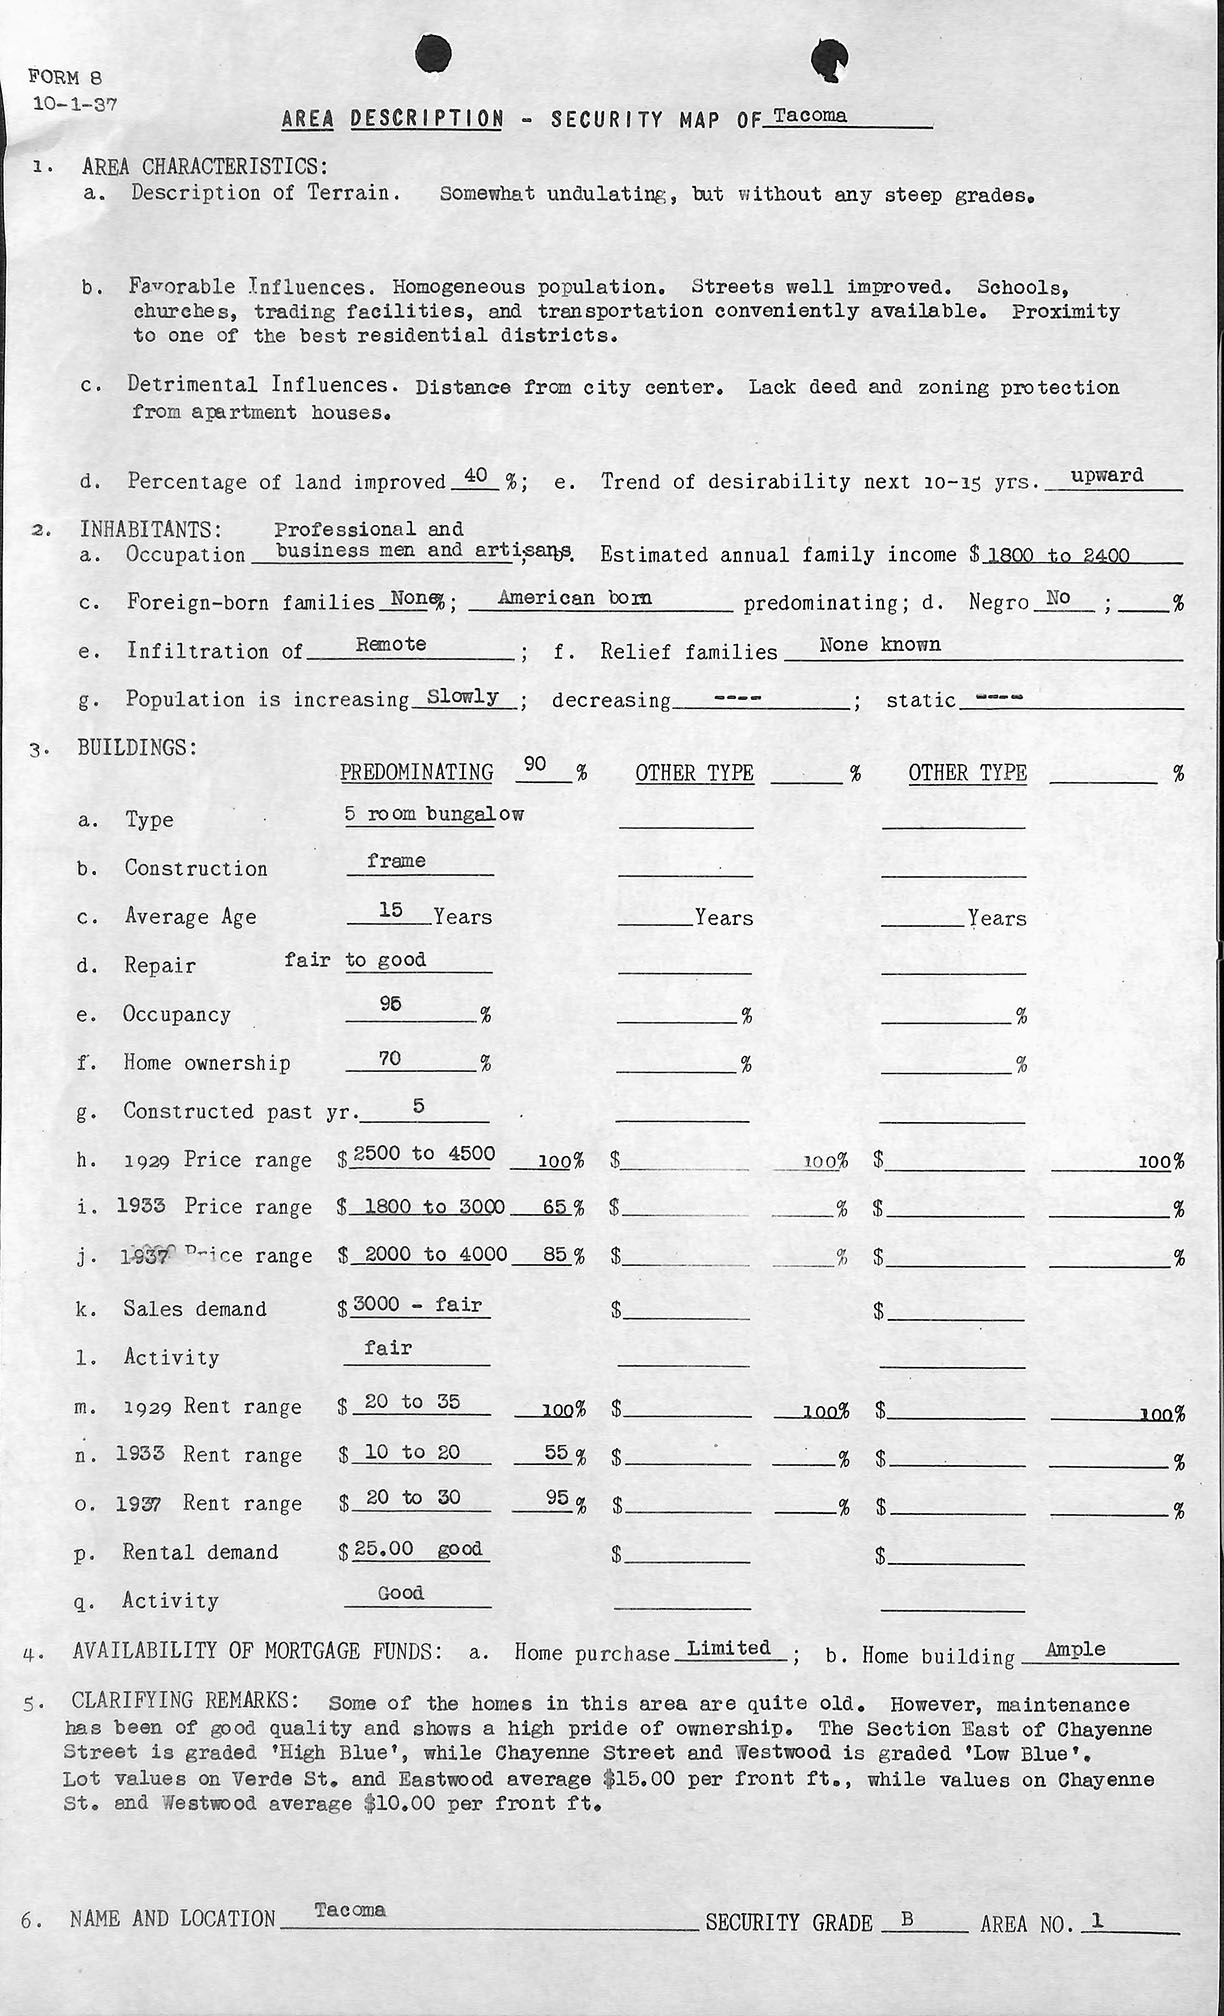 FORM 8
10-1-37
AREA DESCRIPTION - SECURITY MAP OF Tacoma
1. AREA CHARACTERISTICS:
a. Description of Terrain. Somewhat undulating, but without any steep grades.
b. Favorable Influences. Homogeneous population. Streets well improved. Schools,
churches, trading facilities, and transportation conveniently available. Proximity
to one of the best residential districts.
c. Detrimental Influences. Distance from city center. Lack deed and zoning protection
from apartment houses.
d. Percentage of land improved 40 %; e. Trend of desirability next 10-15 yrs. upward
2. INHABITANTS: Professional and
a. Occupation business men and artisans; b. Estimated annual family income $ 1800 to 2400
c. Foreign-born families None%; American born predominating; d. Negro No ; %
e. Infiltration of Remote ; f. Relief families None known
g. Population is increasing Slowly ; decreasing ---- ; static ----
3. BUILDINGS:
PREDOMINATING 90 % OTHER TYPE % OTHER TYPE %
a. Type 5 room bungalow
b. Construction frame
c. Average Age 15 Years Years Years
d. Repair fair to good
e. Occupancy 95 % % %
f. Home ownership 70 % % %
g. Constructed past yr. 5
h. 1929 Price range $ 2500 to 4500 100% $ 100% $ 100%
i. 1933 Price range $ 1800 to 3000 65 % $ % $ %
j. 1937 Price range $ 2000 to 4000 85 % $ % $ %
k. Sales demand $ 3000 - fair $ $
l. Activity fair
m. 1929 Rent range $ 20 to 35 100% $ 100% $ 100%
n. 1933 Rent range $ 10 to 20 55 % $ % $ %
o. 1937 Rent range $ 20 to 30 95 % $ % $ %
p. Rental demand $ 25.00 good $ $
q. Activity Good
4. AVAILABILITY OF MORTGAGE FUNDS: a. Home purchase Limited ; b. Home building Ample
5. CLARIFYING REMARKS: Some of the homes in this area are quite old. However, maintenance
has been of good quality and shows a high pride of ownership. The Section East of Chayenne
Street is graded 'High Blue', while Chayenne Street and Westwood is graded 'Low Blue'.
Lot values on Verde St. and Eastwood average $15.00 per front ft., while values on Chayenne
St. and Westwood average $10.00 per front ft.
6. NAME AND LOCATION Tacoma SECURITY GRADE B AREA NO. 1